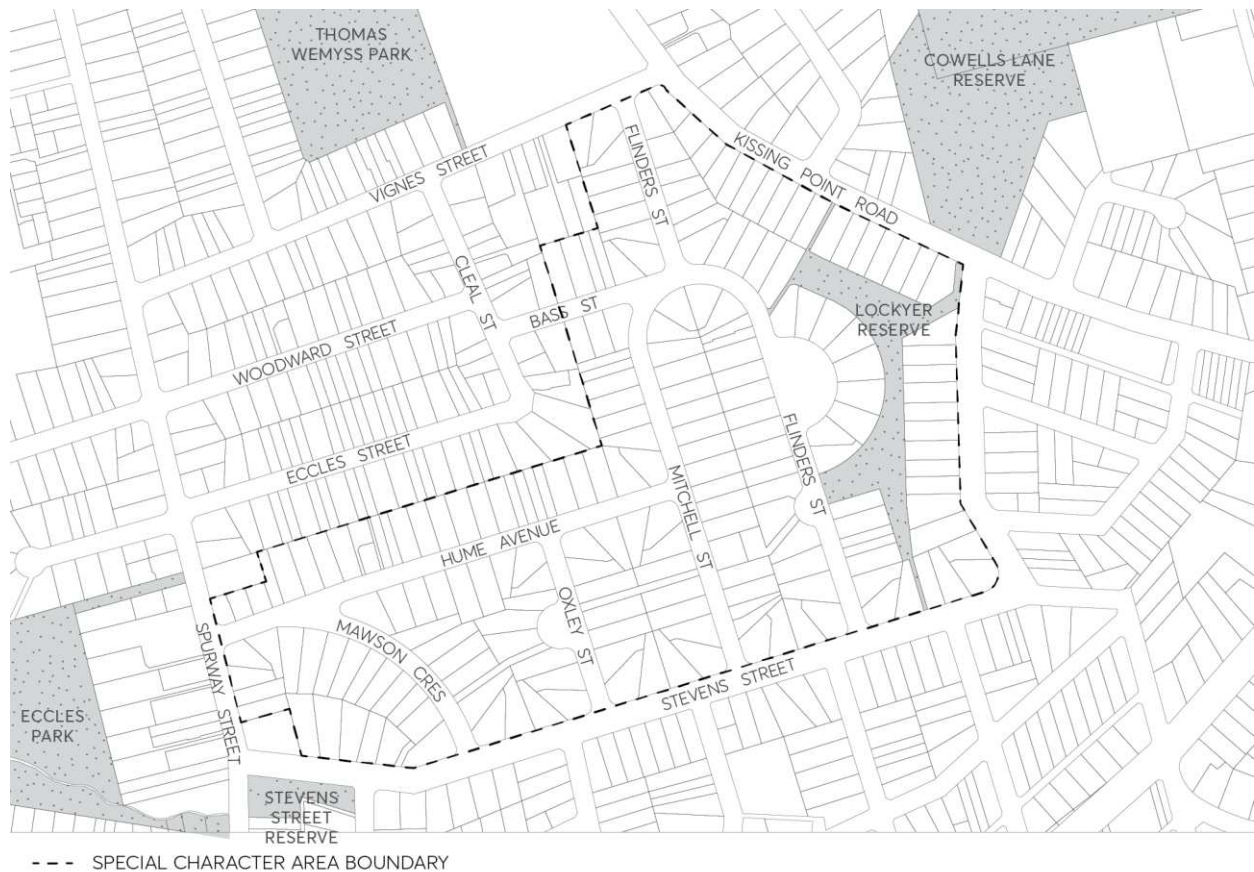 THOMAS
WEMYSS PARK
COWELLS LANE
RESERVE
FLINDERS ST
KISSING POINT ROAD
VIGNES STREET
CLEAL ST
BASS ST
LOCKYER
RESERVE
WOODWARD STREET
ECCLES STREET
FLINDERS ST
MITCHELL ST
HUME AVENUE
OXLEY ST
MAWSON CRES
SPURWAY STREET
STEVENS STREET
ECCLES
PARK
STEVENS
STREET
RESERVE
SPECIAL CHARACTER AREA BOUNDARY